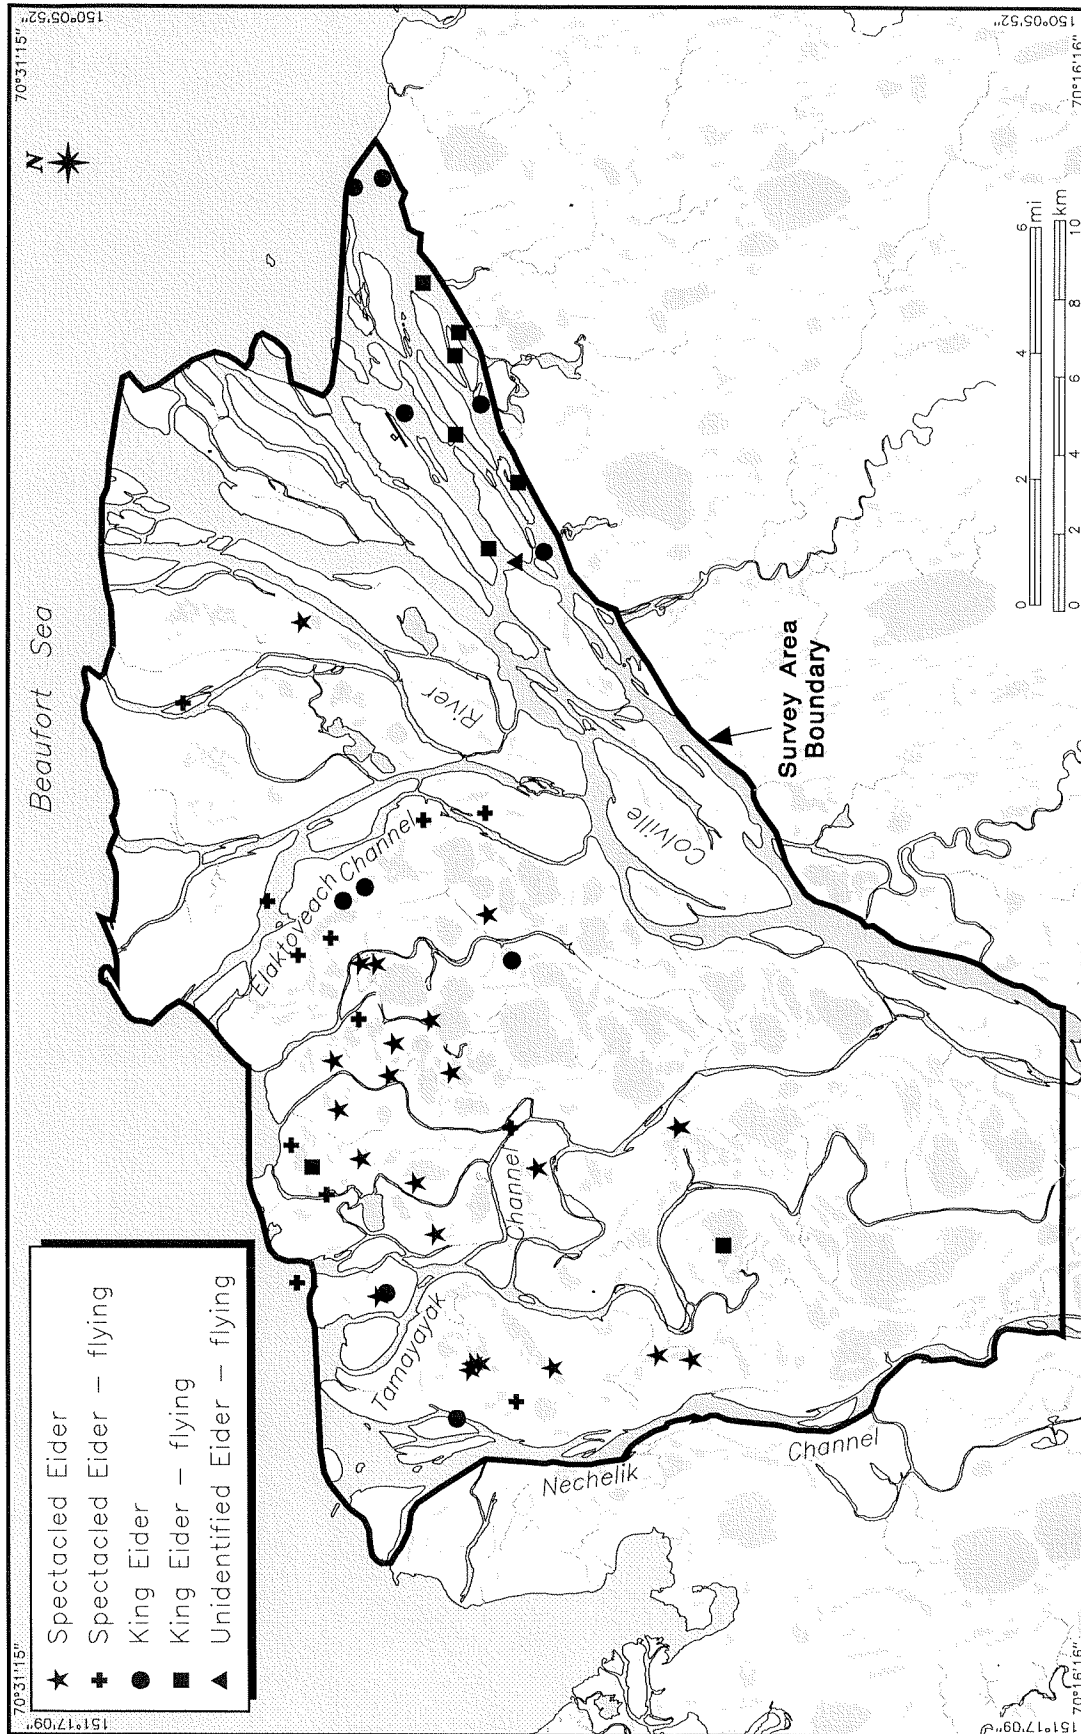 70°31'15"
151°17'09"
Spectacled Eider
Spectacled Eider – flying
King Eider
King Eider – flying
Unidentified Eider – flying
Beaufort Sea
N
70°31'15"
150°05'52"
Elaktoveach Channel
Tamayayak
Channel
River
Colville
Nechelik
Channel
Survey Area
Boundary
0 2 4 6 mi
0 2 4 6 8 10 km
70°16'16"
151°17'09"
70°16'16"
150°05'52"